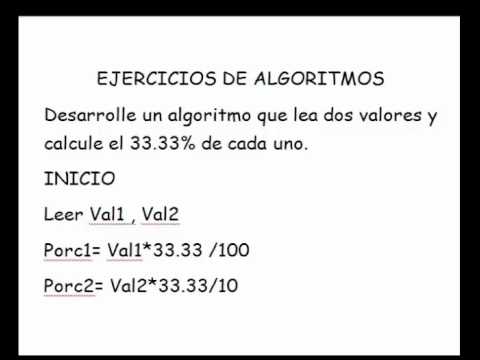 EJERCICIOS DE ALGORITMOS
Desarrolle un algoritmo que lea dos valores y
calcule el 33.33% de cada uno.
INICIO
Leer Val1 , Val2
Porc1= Val1*33.33 /100
Porc2= Val2*33.33/10